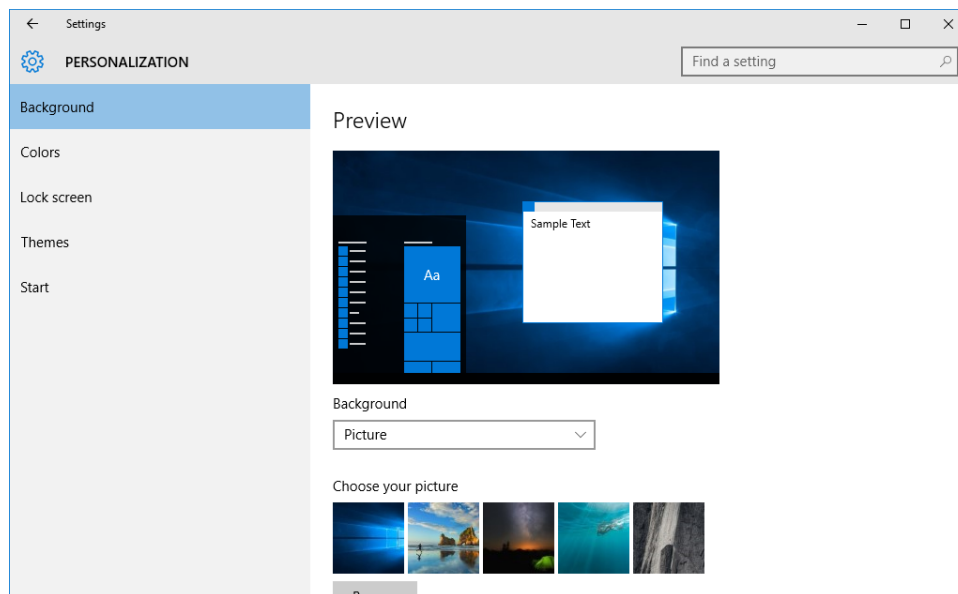 Settings
PERSONALIZATION
Find a setting
Background
Colors
Lock screen
Themes
Start
Preview
Sample Text
Aa
Background
Picture
Choose your picture